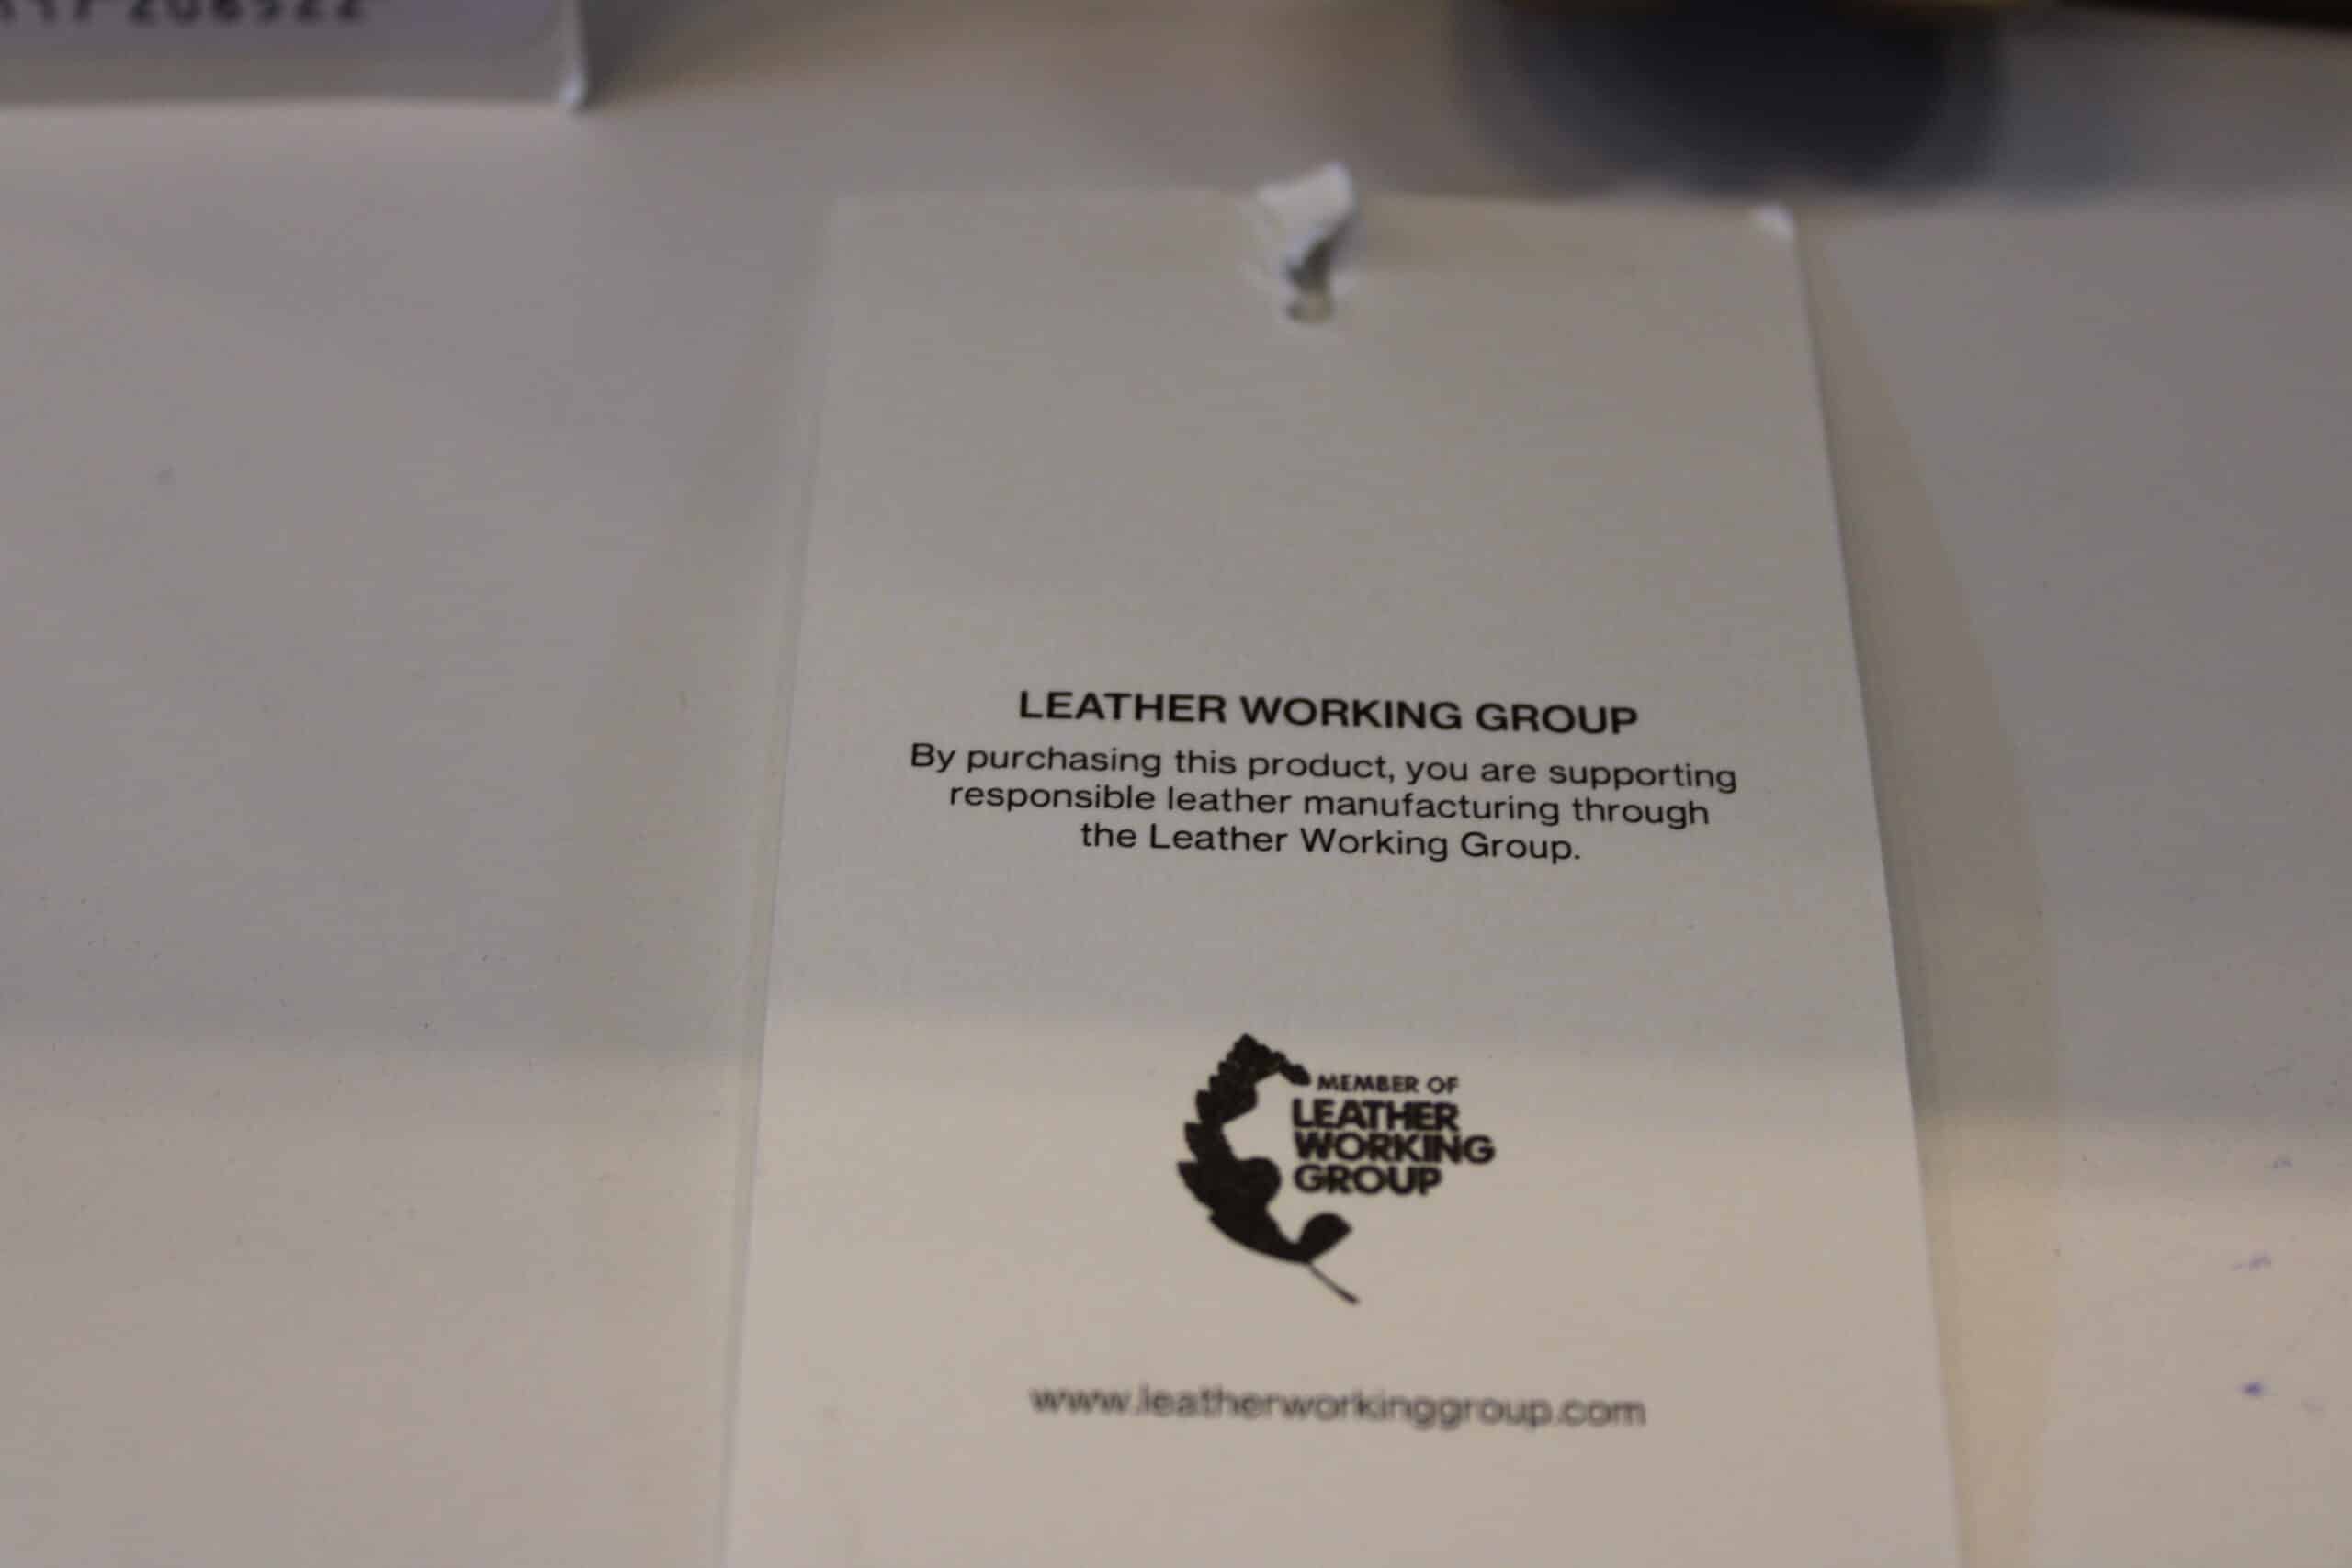 208922
LEATHER WORKING GROUP
By purchasing this product, you are supporting
responsible leather manufacturing through
the Leather Working Group.
MEMBER OF
LEATHER
WORKING
GROUP
www.leatherworkinggroup.com